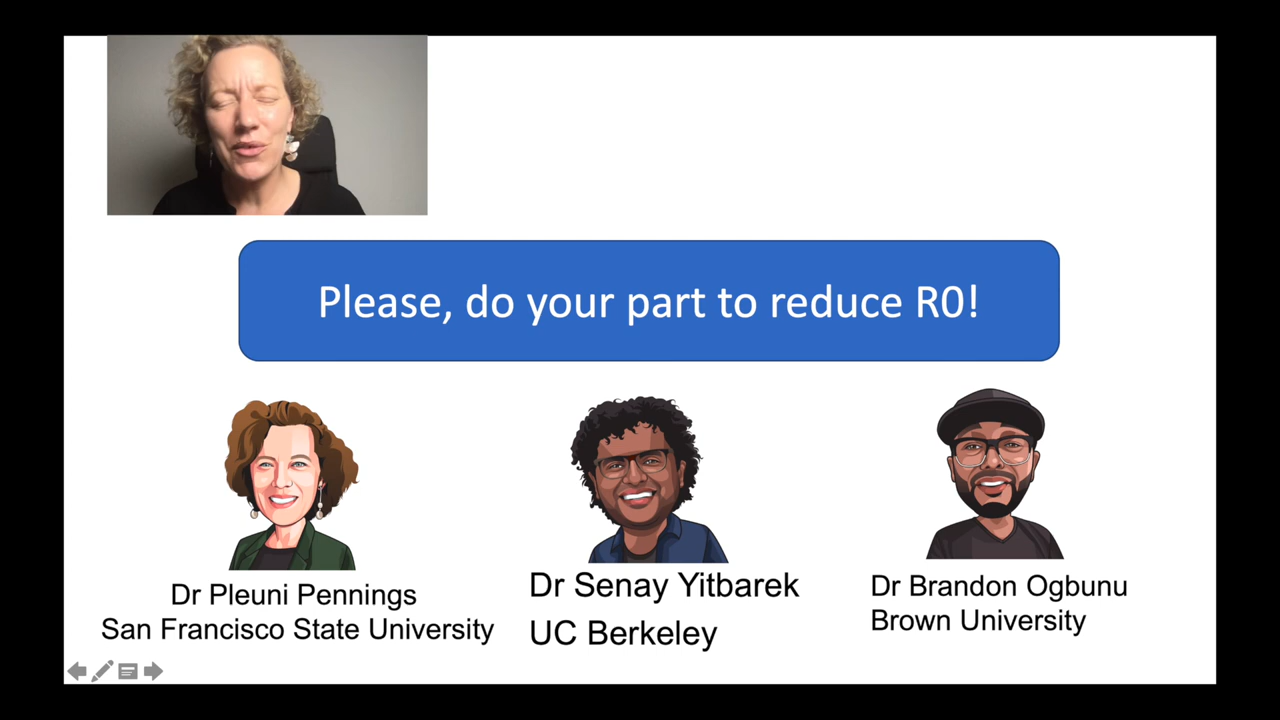 Please, do your part to reduce R0!
Dr Pleuni Pennings
San Francisco State University
Dr Senay Yitbarek
UC Berkeley
Dr Brandon Ogbunu
Brown University